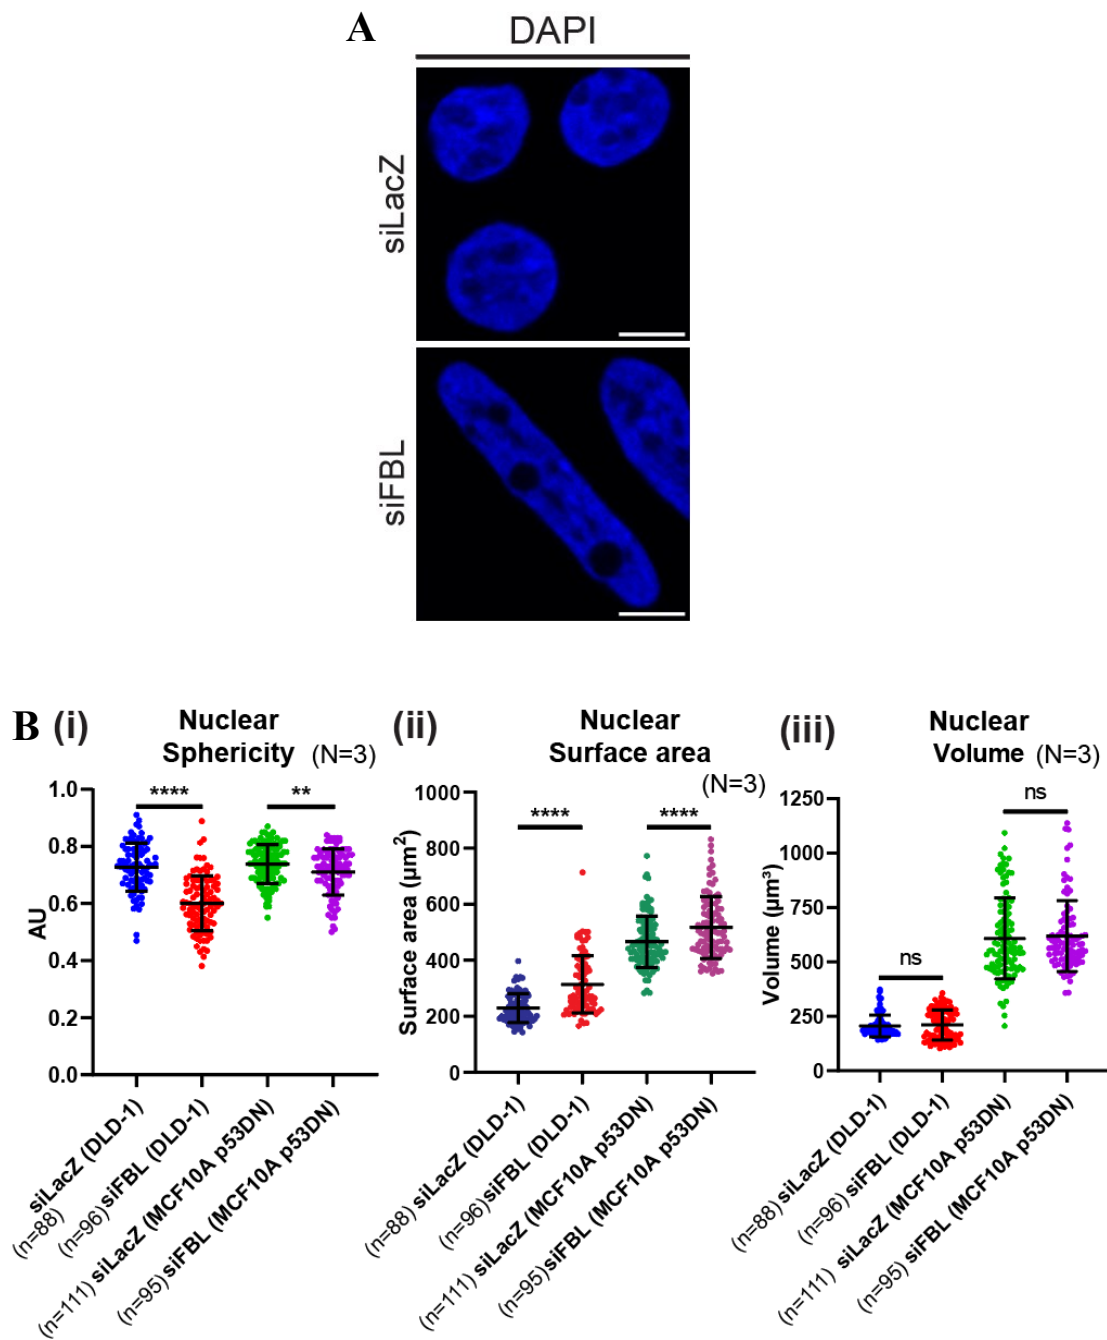 A
DAPI
siLacZ
siFBL
B (i)
Nuclear
Sphericity (N=3)
****
**
1.0
0.8
0.6
0.4
0.2
0.0
AU
siLacZ (DLD-1)
(n=88)
(n=96) siFBL (DLD-1)
(n=111) siLacZ (MCF10A p53DN)
(n=95) siFBL (MCF10A p53DN)
(ii)
Nuclear
Surface area
(N=3)
****
****
1000
800
600
400
200
0
Surface area (µm²)
(n=88) siLacZ (DLD-1)
(n=96) siFBL (DLD-1)
(n=111) siLacZ (MCF10A p53DN)
(n=95) siFBL (MCF10A p53DN)
(iii)
Nuclear
Volume (N=3)
ns
ns
1250
1000
750
500
250
0
Volume (µm³)
(n=88) siLacZ (DLD-1)
(n=96) siFBL (DLD-1)
(n=111) siLacZ (MCF10A p53DN)
(n=95) siFBL (MCF10A p53DN)